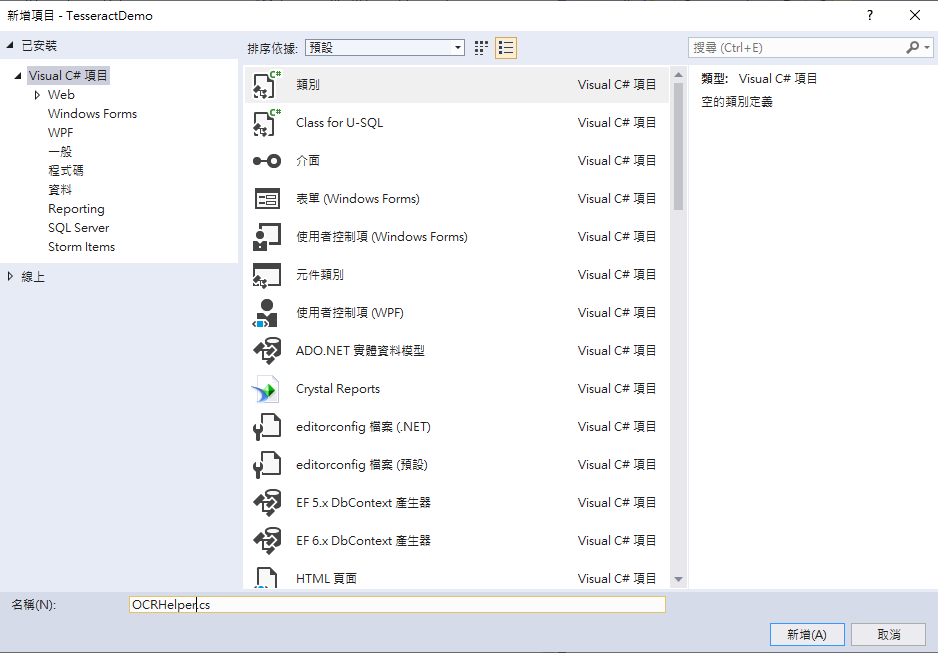 新增項目 - TesseractDemo
?
已安裝
Visual C# 項目
Web
Windows Forms
WPF
一般
程式碼
資料
Reporting
SQL Server
Storm Items
線上
排序依據: 預設
C# 類別 Visual C# 項目
C# Class for U-SQL Visual C# 項目
介面 Visual C# 項目
表單 (Windows Forms) Visual C# 項目
使用者控制項 (Windows Forms) Visual C# 項目
元件類別 Visual C# 項目
使用者控制項 (WPF) Visual C# 項目
ADO.NET 實體資料模型 Visual C# 項目
Crystal Reports Visual C# 項目
editorconfig 檔案 (.NET) Visual C# 項目
editorconfig 檔案 (預設) Visual C# 項目
EF 5.x DbContext 產生器 Visual C# 項目
EF 6.x DbContext 產生器 Visual C# 項目
HTML 頁面 Visual C# 項目
搜尋 (Ctrl+E)
類型: Visual C# 項目
空的類別定義
名稱(N): OCRHelper.cs
新增(A) 取消